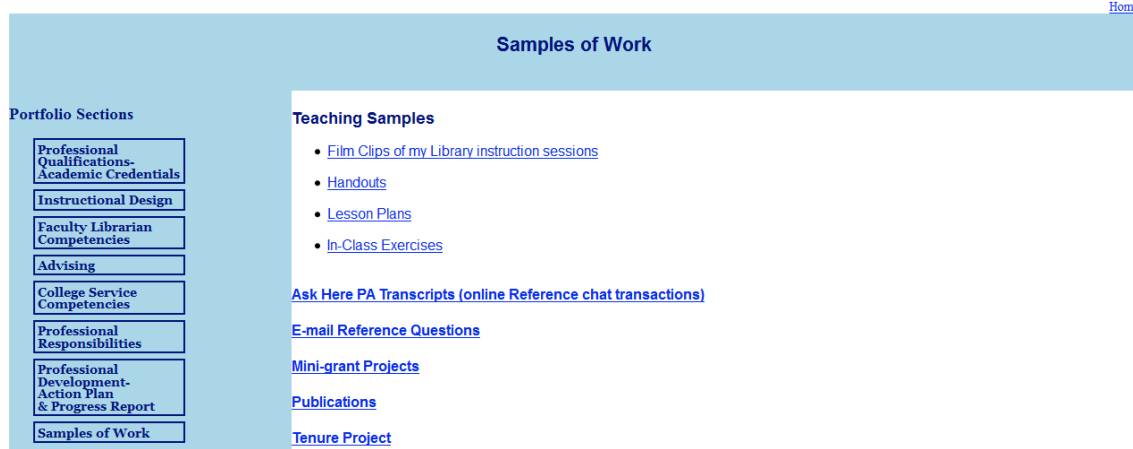 Hom
Samples of Work
Portfolio Sections
Professional
Qualifications-
Academic Credentials
Instructional Design
Faculty Librarian
Competencies
Advising
College Service
Competencies
Professional
Responsibilities
Professional
Development-
Action Plan
& Progress Report
Samples of Work
Teaching Samples
Film Clips of my Library instruction sessions
Handouts
Lesson Plans
In-Class Exercises
Ask Here PA Transcripts (online Reference chat transactions)
E-mail Reference Questions
Mini-grant Projects
Publications
Tenure Project